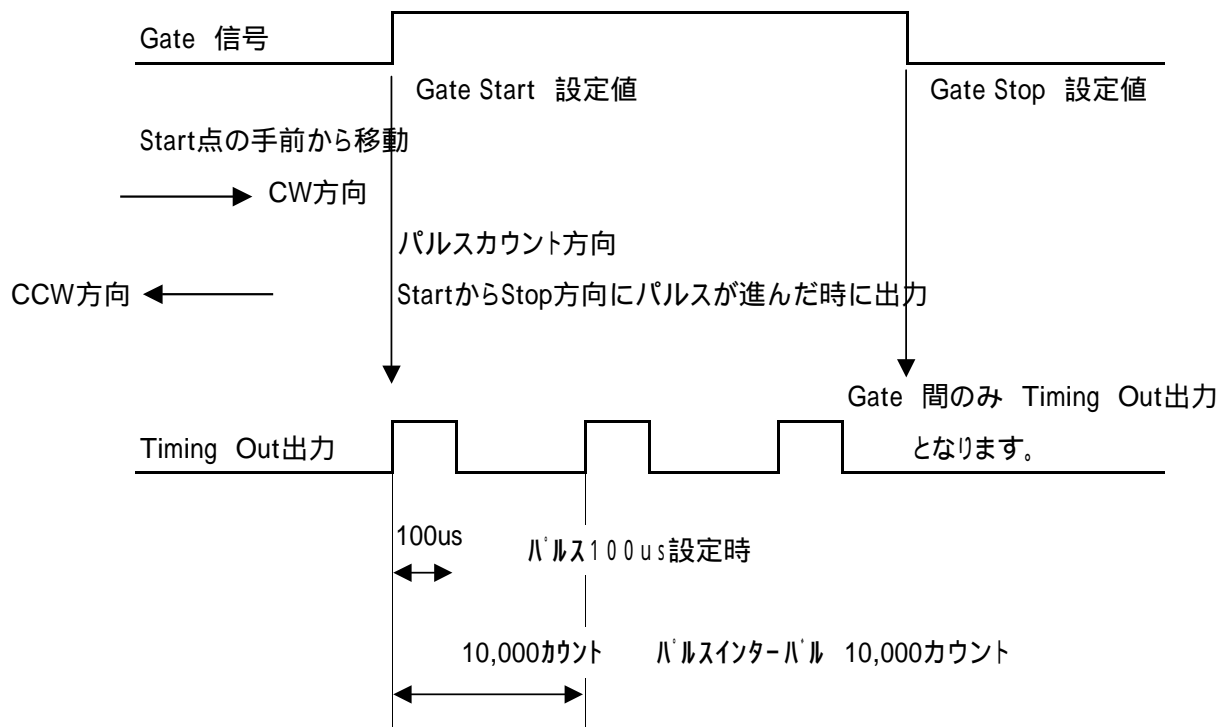 Gate 信号
Gate Start 設定値
Gate Stop 設定値
Start点の手前から移動
CW方向
パルスカウント方向
CCW方向
StartからStop方向にパルスが進んだ時に出力
Gate 間のみ Timing Out出力
となります。
Timing Out出力
100us
ﾊﾟﾙｽ100us設定時
10,000ｶｳﾝﾄ ﾊﾟﾙｽインターﾊﾞﾙ 10,000カウント